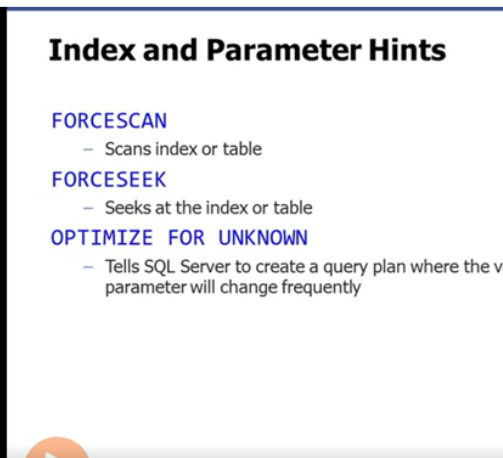 Index and Parameter Hints
FORCESCAN
– Scans index or table
FORCESEEK
– Seeks at the index or table
OPTIMIZE FOR UNKNOWN
– Tells SQL Server to create a query plan where the
parameter will change frequently